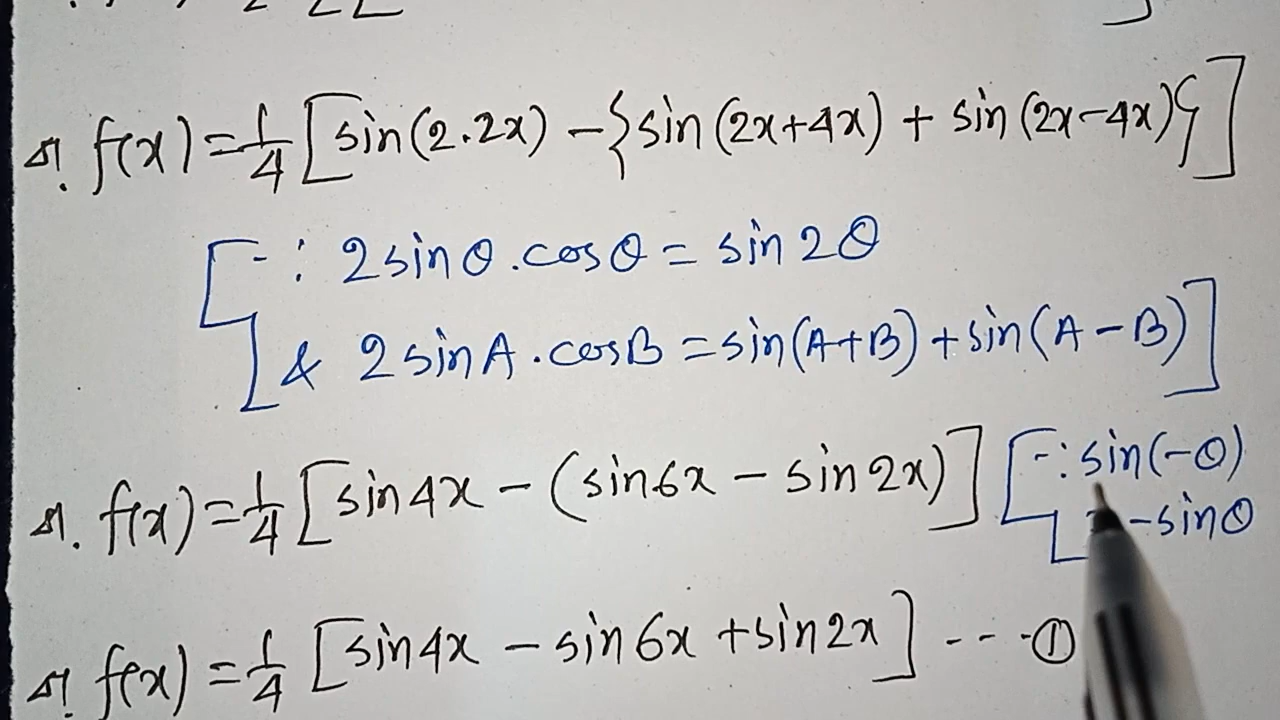 वा. f(x) = 1/4 [sin(2.2x) - {sin(2x+4x) + sin(2x-4x)}]
[∵ 2sinθ.cosθ = sin2θ
& 2sinA.cosB = sin(A+B) + sin(A-B)]
वा. f(x) = 1/4 [sin4x - (sin6x - sin2x)] [∵ sin(-θ)
-sinθ
वा. f(x) = 1/4 [sin4x - sin6x + sin2x] --- ①